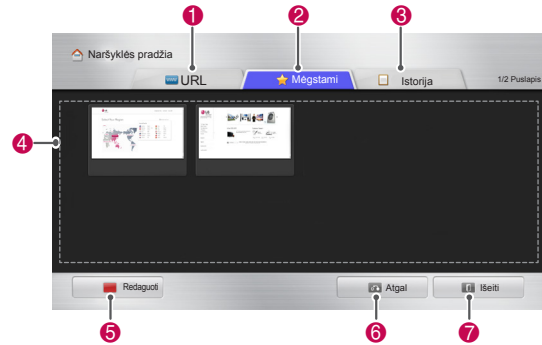 1 2 3
Naršyklės pradžia
URL Mėgstami Istorija 1/2 Puslapis
4
Redaguoti Atgal Išeiti
5 6 7